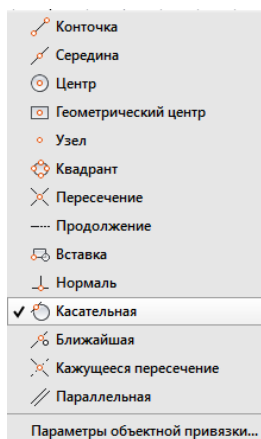 Конточка
Середина
Центр
Геометрический центр
Узел
Квадрант
Пересечение
Продолжение
Вставка
Нормаль
Касательная
Ближайшая
Кажущееся пересечение
Параллельная
Параметры объектной привязки...